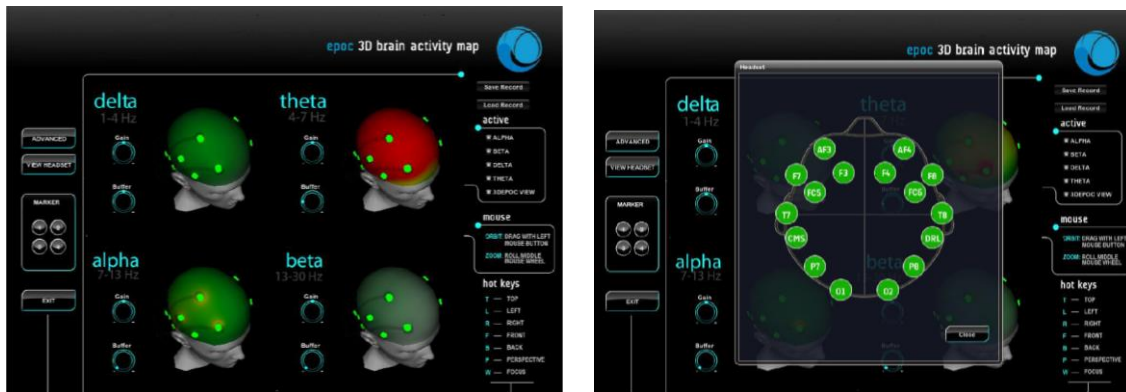 epoc 3D brain activity map
Save Record
Load Record
delta
1-4 Hz
Gain
Buffer
theta
4-7 Hz
Gain
Buffer
active
ALPHA
BETA
DELTA
THETA
3DEPOC VIEW
ADVANCED
VIEW HEADSET
MARKER
mouse
ORBIT: DRAG WITH LEFT
MOUSE BUTTON
ZOOM: ROLL MIDDLE
MOUSE WHEEL
alpha
7-13 Hz
Gain
Buffer
beta
13-30 Hz
Gain
Buffer
EXIT
hot keys
T — TOP
L — LEFT
R — RIGHT
F — FRONT
B — BACK
P — PERSPECTIVE
W — FOCUS
epoc 3D brain activity map
Headset
Save Record
Load Record
delta
1-4 Hz
Gain
Buffer
theta
active
ALPHA
BETA
DELTA
THETA
3DEPOC VIEW
ADVANCED
VIEW HEADSET
MARKER
AF3 AF4
F7 F3 F4 F8
FC5 FC6
T7 T8
CMS DRL
P7 P8
O1 O2
mouse
ORBIT: DRAG WITH LEFT
MOUSE BUTTON
ZOOM: ROLL MIDDLE
MOUSE WHEEL
alpha
7-13 Hz
Gain
Buffer
beta
EXIT
Close
hot keys
T — TOP
L — LEFT
R — RIGHT
F — FRONT
B — BACK
P — PERSPECTIVE
W — FOCUS